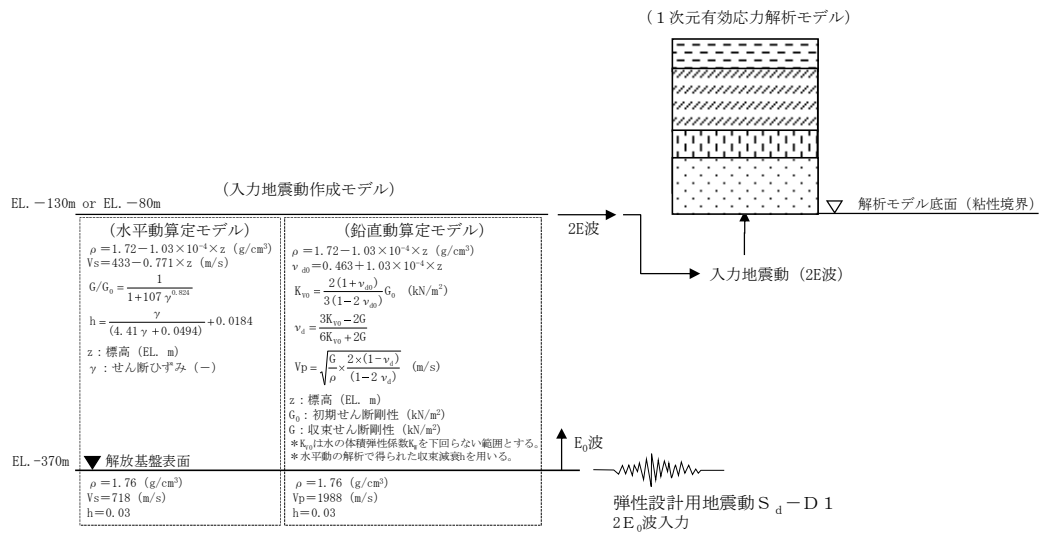 (1次元有効応力解析モデル)
(入力地震動作成モデル)
EL.-130m or EL.-80m
2E波
解析モデル底面(粘性境界)
入力地震動(2E波)
(水平動算定モデル)
ρ=1.72-1.03×10⁻⁴×z (g/cm³)
Vs=433-0.771×z (m/s)
G/G₀=1/(1+107γ^0.824)
h=γ/(4.41γ+0.0494)+0.0184
z:標高(EL. m)
γ:せん断ひずみ(-)
(鉛直動算定モデル)
ρ=1.72-1.03×10⁻⁴×z (g/cm³)
ν_d0=0.463+1.03×10⁻⁴×z
K_V0=2(1+ν_d0)/3(1-2ν_d0)G₀ (kN/m²)
ν_d=3K_V0-2G/6K_V0+2G
Vp=√(G/ρ×2×(1-ν_d)/(1-2ν_d)) (m/s)
z:標高(EL. m)
G₀:初期せん断剛性(kN/m²)
G:収束せん断剛性(kN/m²)
*K_V0は水の体積弾性係数K_wを下回らない範囲とする。
*水平動の解析で得られた収束減衰hを用いる。
E₀波
EL.-370m
解放基盤表面
ρ=1.76 (g/cm³)
Vs=718 (m/s)
h=0.03
ρ=1.76 (g/cm³)
Vp=1988 (m/s)
h=0.03
弾性設計用地震動S_d-D1
2E₀波入力